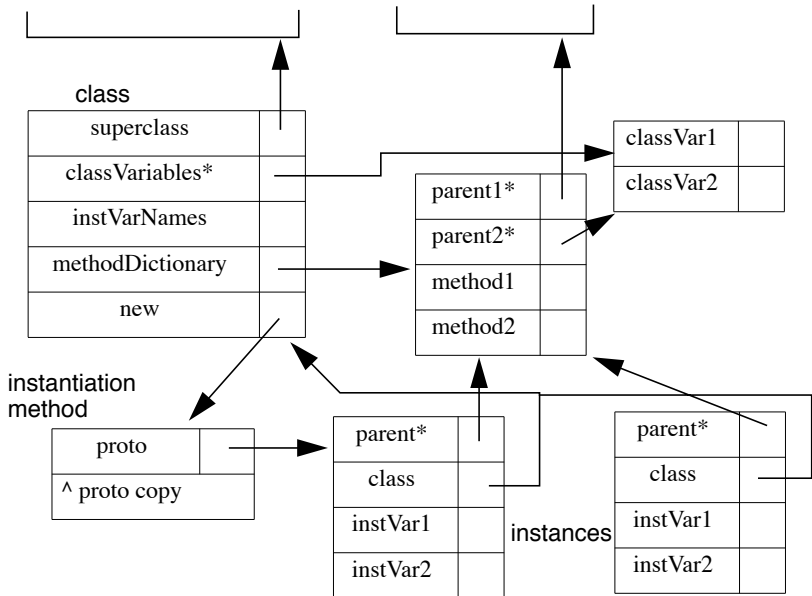 class
superclass
classVariables*
instVarNames
methodDictionary
new
classVar1
classVar2
parent1*
parent2*
method1
method2
instantiation
method
proto
^ proto copy
parent*
class
instVar1
instVar2
instances
parent*
class
instVar1
instVar2